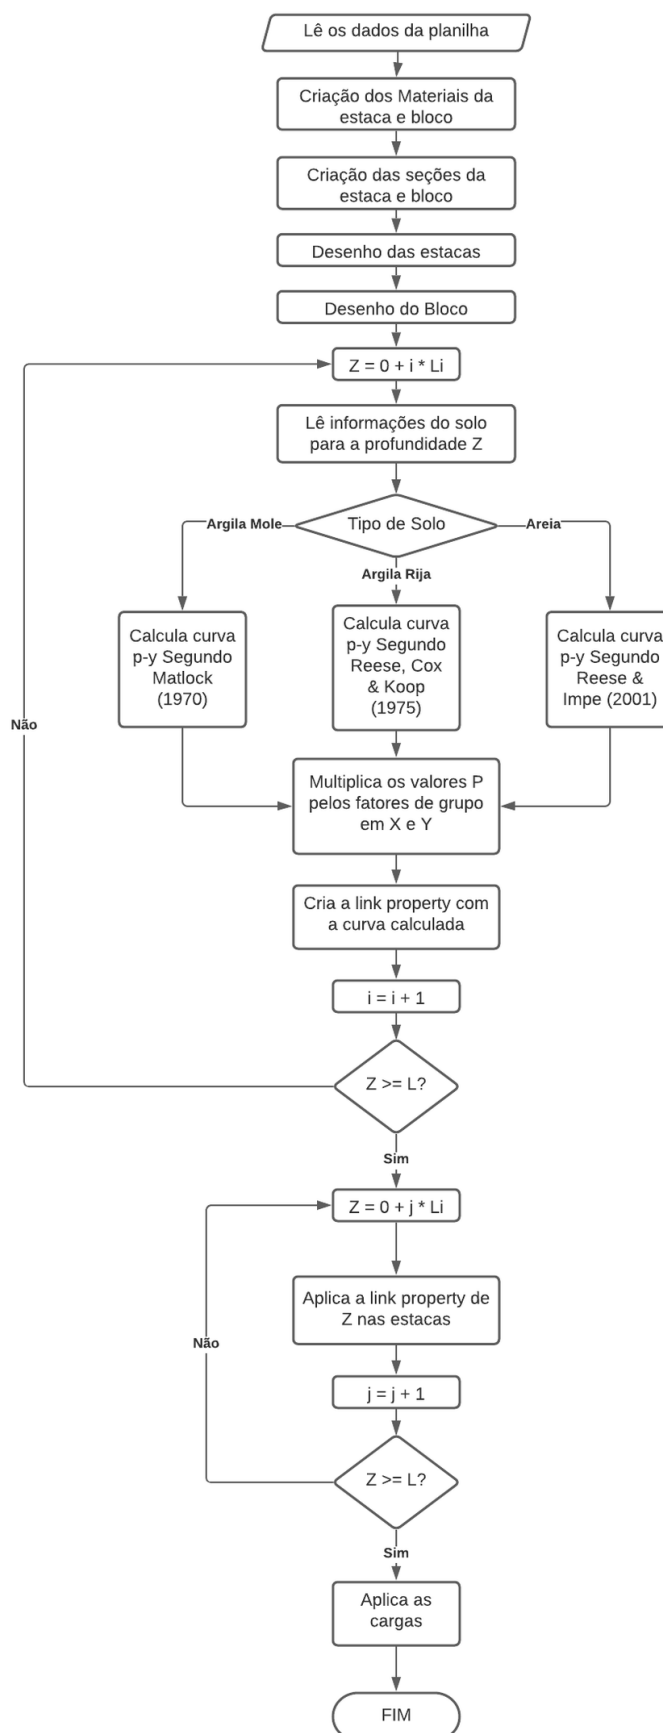 Lê os dados da planilha
Criação dos Materiais da
estaca e bloco
Criação das seções da
estaca e bloco
Desenho das estacas
Desenho do Bloco
Z = 0 + i * Li
Lê informações do solo
para a profundidade Z
Tipo de Solo
Argila Mole
Areia
Argila Rija
Calcula curva
p-y Segundo
Matlock
(1970)
Calcula curva
p-y Segundo
Reese, Cox
& Koop
(1975)
Calcula curva
p-y Segundo
Reese &
Impe (2001)
Não
Multiplica os valores P
pelos fatores de grupo
em X e Y
Cria a link property com
a curva calculada
i = i + 1
Z >= L?
Sim
Z = 0 + j * Li
Aplica a link property de
Z nas estacas
Não
j = j + 1
Z >= L?
Sim
Aplica as
cargas
FIM